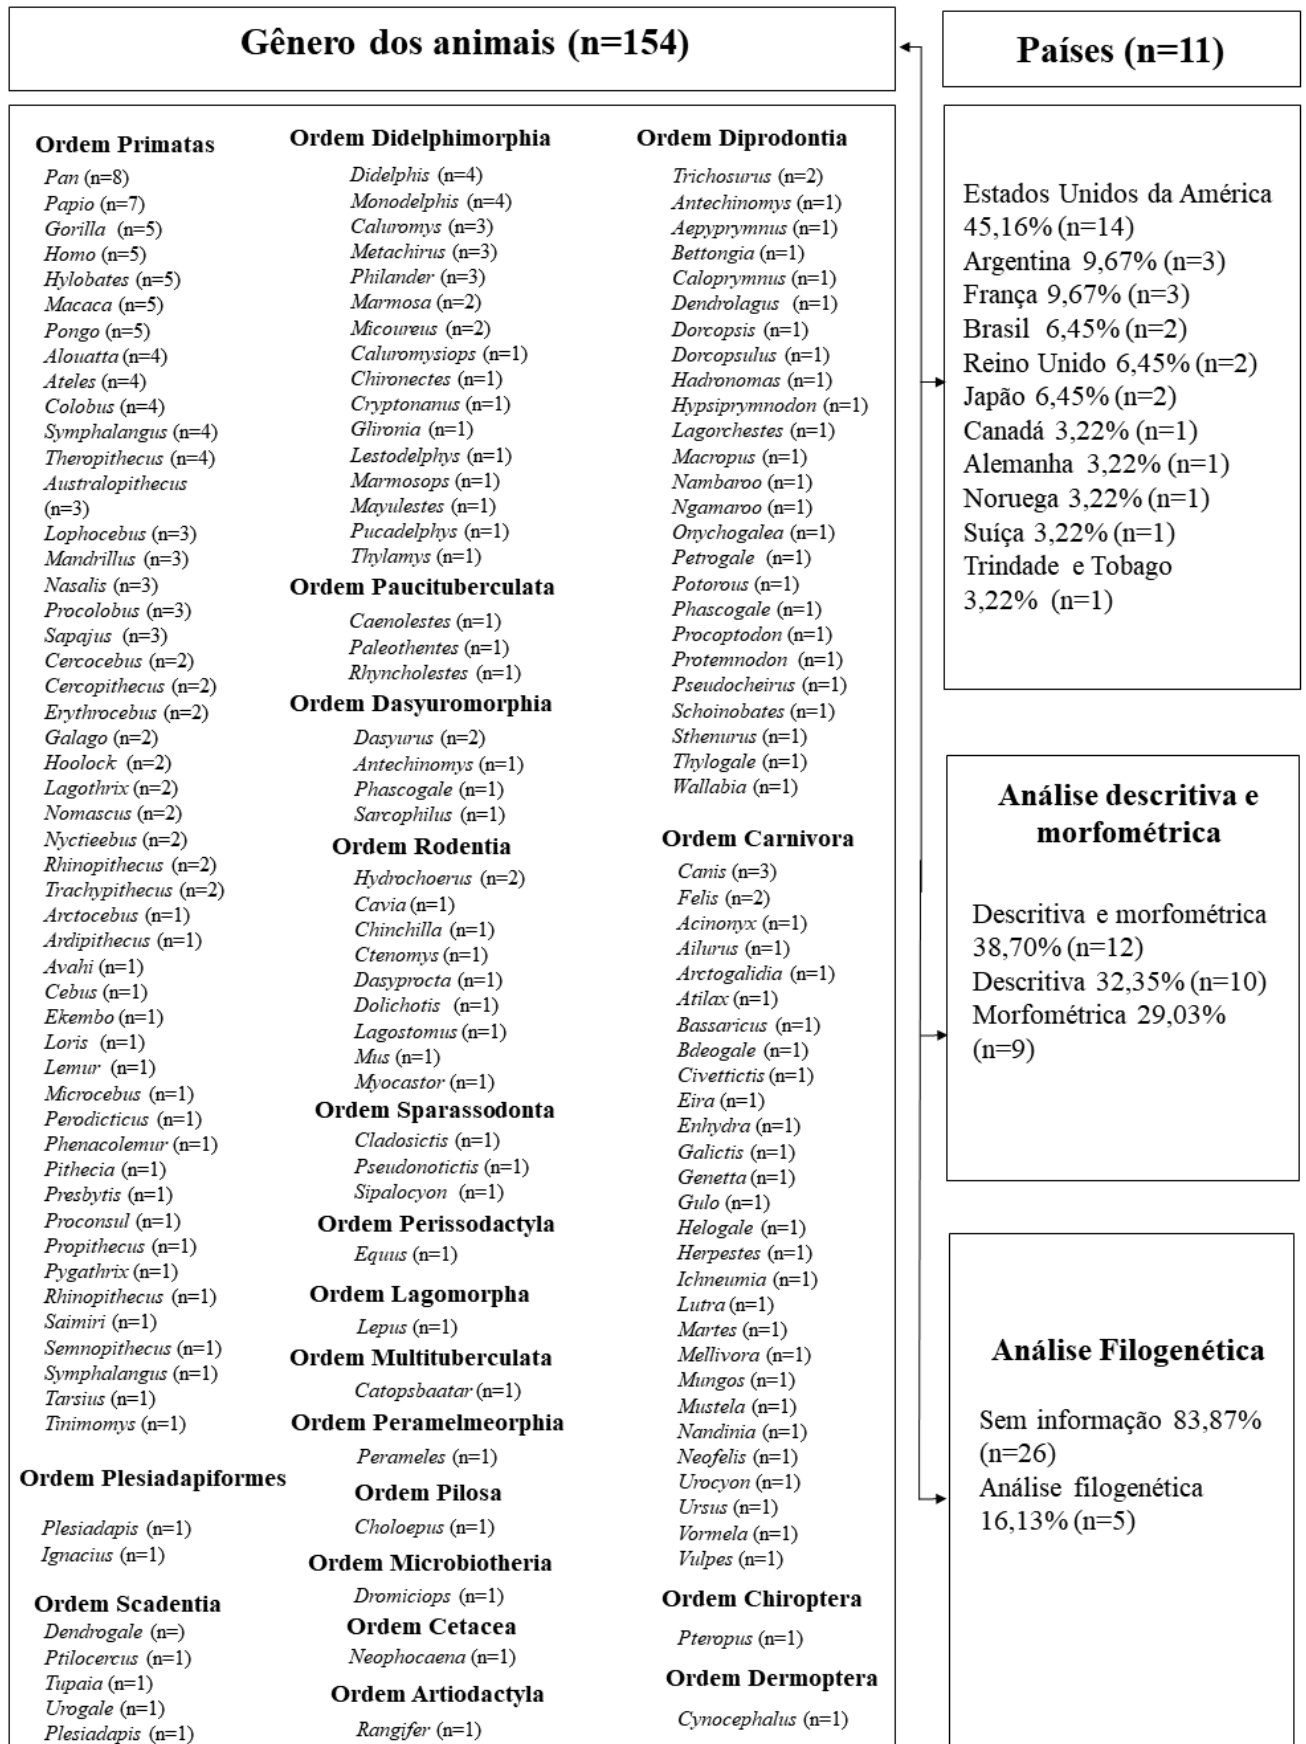 Gênero dos animais (n=154)
Ordem Primatas
Pan (n=8)
Papio (n=7)
Gorilla (n=5)
Homo (n=5)
Hylobates (n=5)
Macaca (n=5)
Pongo (n=5)
Alouatta (n=4)
Ateles (n=4)
Colobus (n=4)
Symphalangus (n=4)
Theropithecus (n=4)
Australopithecus
(n=3)
Lophocebus (n=3)
Mandrillus (n=3)
Nasalis (n=3)
Procolobus (n=3)
Sapajus (n=3)
Cercocebus (n=2)
Cercopithecus (n=2)
Erythrocebus (n=2)
Galago (n=2)
Hoolock (n=2)
Lagothrix (n=2)
Nomascus (n=2)
Nyctieebus (n=2)
Rhinopithecus (n=2)
Trachypithecus (n=2)
Arctocebus (n=1)
Ardipithecus (n=1)
Avahi (n=1)
Cebus (n=1)
Ekembo (n=1)
Loris (n=1)
Lemur (n=1)
Microcebus (n=1)
Perodicticus (n=1)
Phenacolemur (n=1)
Pithecia (n=1)
Presbytis (n=1)
Proconsul (n=1)
Propithecus (n=1)
Pygathrix (n=1)
Rhinopithecus (n=1)
Saimiri (n=1)
Semnopithecus (n=1)
Symphalangus (n=1)
Tarsius (n=1)
Tinimomys (n=1)
Ordem Plesiadapiformes
Plesiadapis (n=1)
Ignacius (n=1)
Ordem Scadentia
Dendrogale (n=)
Ptilocercus (n=1)
Tupaia (n=1)
Urogale (n=1)
Plesiadapis (n=1)
Ordem Didelphimorphia
Didelphis (n=4)
Monodelphis (n=4)
Caluromys (n=3)
Metachirus (n=3)
Philander (n=3)
Marmosa (n=2)
Micoureus (n=2)
Caluromysiops (n=1)
Chironectes (n=1)
Cryptonanus (n=1)
Glironia (n=1)
Lestodelphys (n=1)
Marmosops (n=1)
Mayulestes (n=1)
Pucadelphys (n=1)
Thylamys (n=1)
Ordem Paucituberculata
Caenolestes (n=1)
Paleothentes (n=1)
Rhyncholestes (n=1)
Ordem Dasyuromorphia
Dasyurus (n=2)
Antechinomys (n=1)
Phascogale (n=1)
Sarcophilus (n=1)
Ordem Rodentia
Hydrochoerus (n=2)
Cavia (n=1)
Chinchilla (n=1)
Ctenomys (n=1)
Dasyprocta (n=1)
Dolichotis (n=1)
Lagostomus (n=1)
Mus (n=1)
Myocastor (n=1)
Ordem Sparassodonta
Cladosictis (n=1)
Pseudonotictis (n=1)
Sipalocyon (n=1)
Ordem Perissodactyla
Equus (n=1)
Ordem Lagomorpha
Lepus (n=1)
Ordem Multituberculata
Catopsbaatar (n=1)
Ordem Peramelmeorphia
Perameles (n=1)
Ordem Pilosa
Choloepus (n=1)
Ordem Microbiotheria
Dromiciops (n=1)
Ordem Cetacea
Neophocaena (n=1)
Ordem Artiodactyla
Rangifer (n=1)
Ordem Diprodontia
Trichosurus (n=2)
Antechinomys (n=1)
Aepyprymnus (n=1)
Bettongia (n=1)
Caloprymnus (n=1)
Dendrolagus (n=1)
Dorcopsis (n=1)
Dorcopsulus (n=1)
Hadronomas (n=1)
Hypsiprymnodon (n=1)
Lagorchestes (n=1)
Macropus (n=1)
Nambaroo (n=1)
Ngamaroo (n=1)
Onychogalea (n=1)
Petrogale (n=1)
Potorous (n=1)
Phascogale (n=1)
Procoptodon (n=1)
Protemnodon (n=1)
Pseudocheirus (n=1)
Schoinobates (n=1)
Sthenurus (n=1)
Thylogale (n=1)
Wallabia (n=1)
Ordem Carnivora
Canis (n=3)
Felis (n=2)
Acinonyx (n=1)
Ailurus (n=1)
Arctogalidia (n=1)
Atilax (n=1)
Bassaricus (n=1)
Bdeogale (n=1)
Civettictis (n=1)
Eira (n=1)
Enhydra (n=1)
Galictis (n=1)
Genetta (n=1)
Gulo (n=1)
Helogale (n=1)
Herpestes (n=1)
Ichneumia (n=1)
Lutra (n=1)
Martes (n=1)
Mellivora (n=1)
Mungos (n=1)
Mustela (n=1)
Nandinia (n=1)
Neofelis (n=1)
Urocyon (n=1)
Ursus (n=1)
Vormela (n=1)
Vulpes (n=1)
Ordem Chiroptera
Pteropus (n=1)
Ordem Dermoptera
Cynocephalus (n=1)
Países (n=11)
Estados Unidos da América
45,16% (n=14)
Argentina 9,67% (n=3)
França 9,67% (n=3)
Brasil 6,45% (n=2)
Reino Unido 6,45% (n=2)
Japão 6,45% (n=2)
Canadá 3,22% (n=1)
Alemanha 3,22% (n=1)
Noruega 3,22% (n=1)
Suíça 3,22% (n=1)
Trindade e Tobago
3,22% (n=1)
Análise descritiva e
morfométrica
Descritiva e morfométrica
38,70% (n=12)
Descritiva 32,35% (n=10)
Morfométrica 29,03%
(n=9)
Análise Filogenética
Sem informação 83,87%
(n=26)
Análise filogenética
16,13% (n=5)